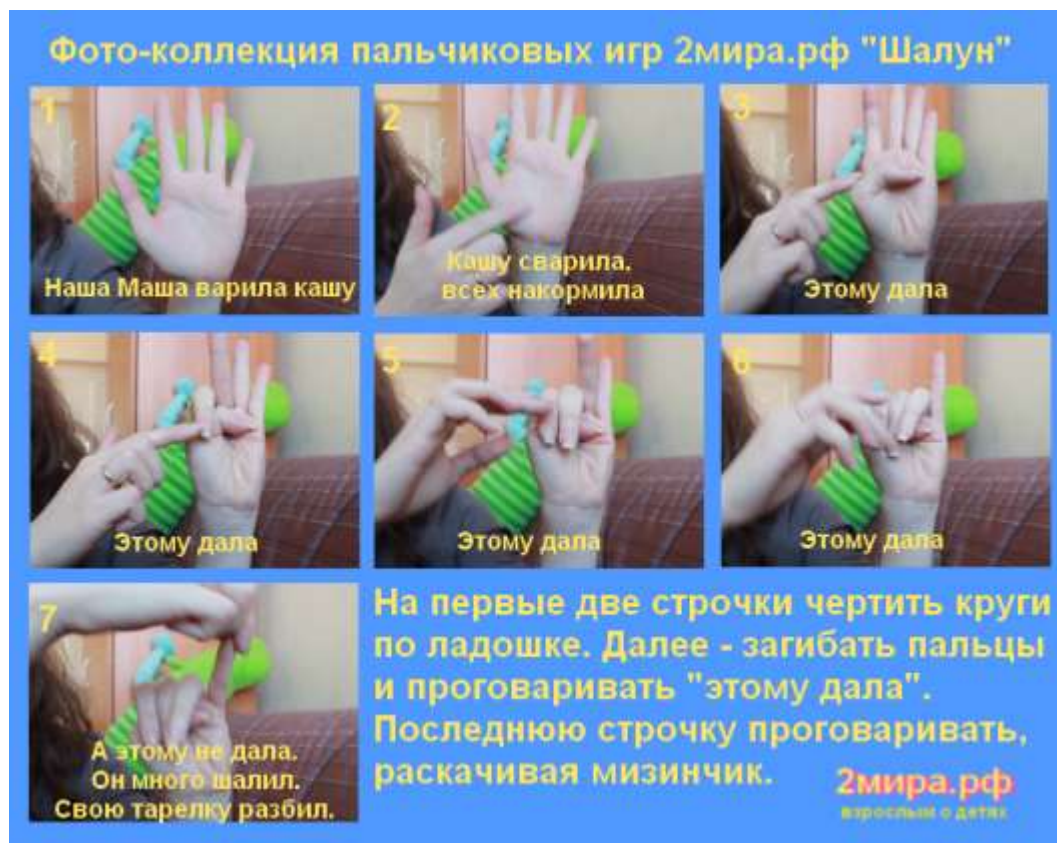 Фото-коллекция пальчиковых игр 2мира.рф "Шалун"
1
Наша Маша варила кашу
2
Кашу сварила.
всех накормила
3
Этому дала
4
Этому дала
5
Этому дала
6
Этому дала
7
А этому не дала.
Он много шалил.
Свою тарелку разбил.
На первые две строчки чертить круги
по ладошке. Далее - загибать пальцы
и проговаривать "этому дала".
Последнюю строчку проговаривать,
раскачивая мизинчик.
2мира.рф
взрослым о детях